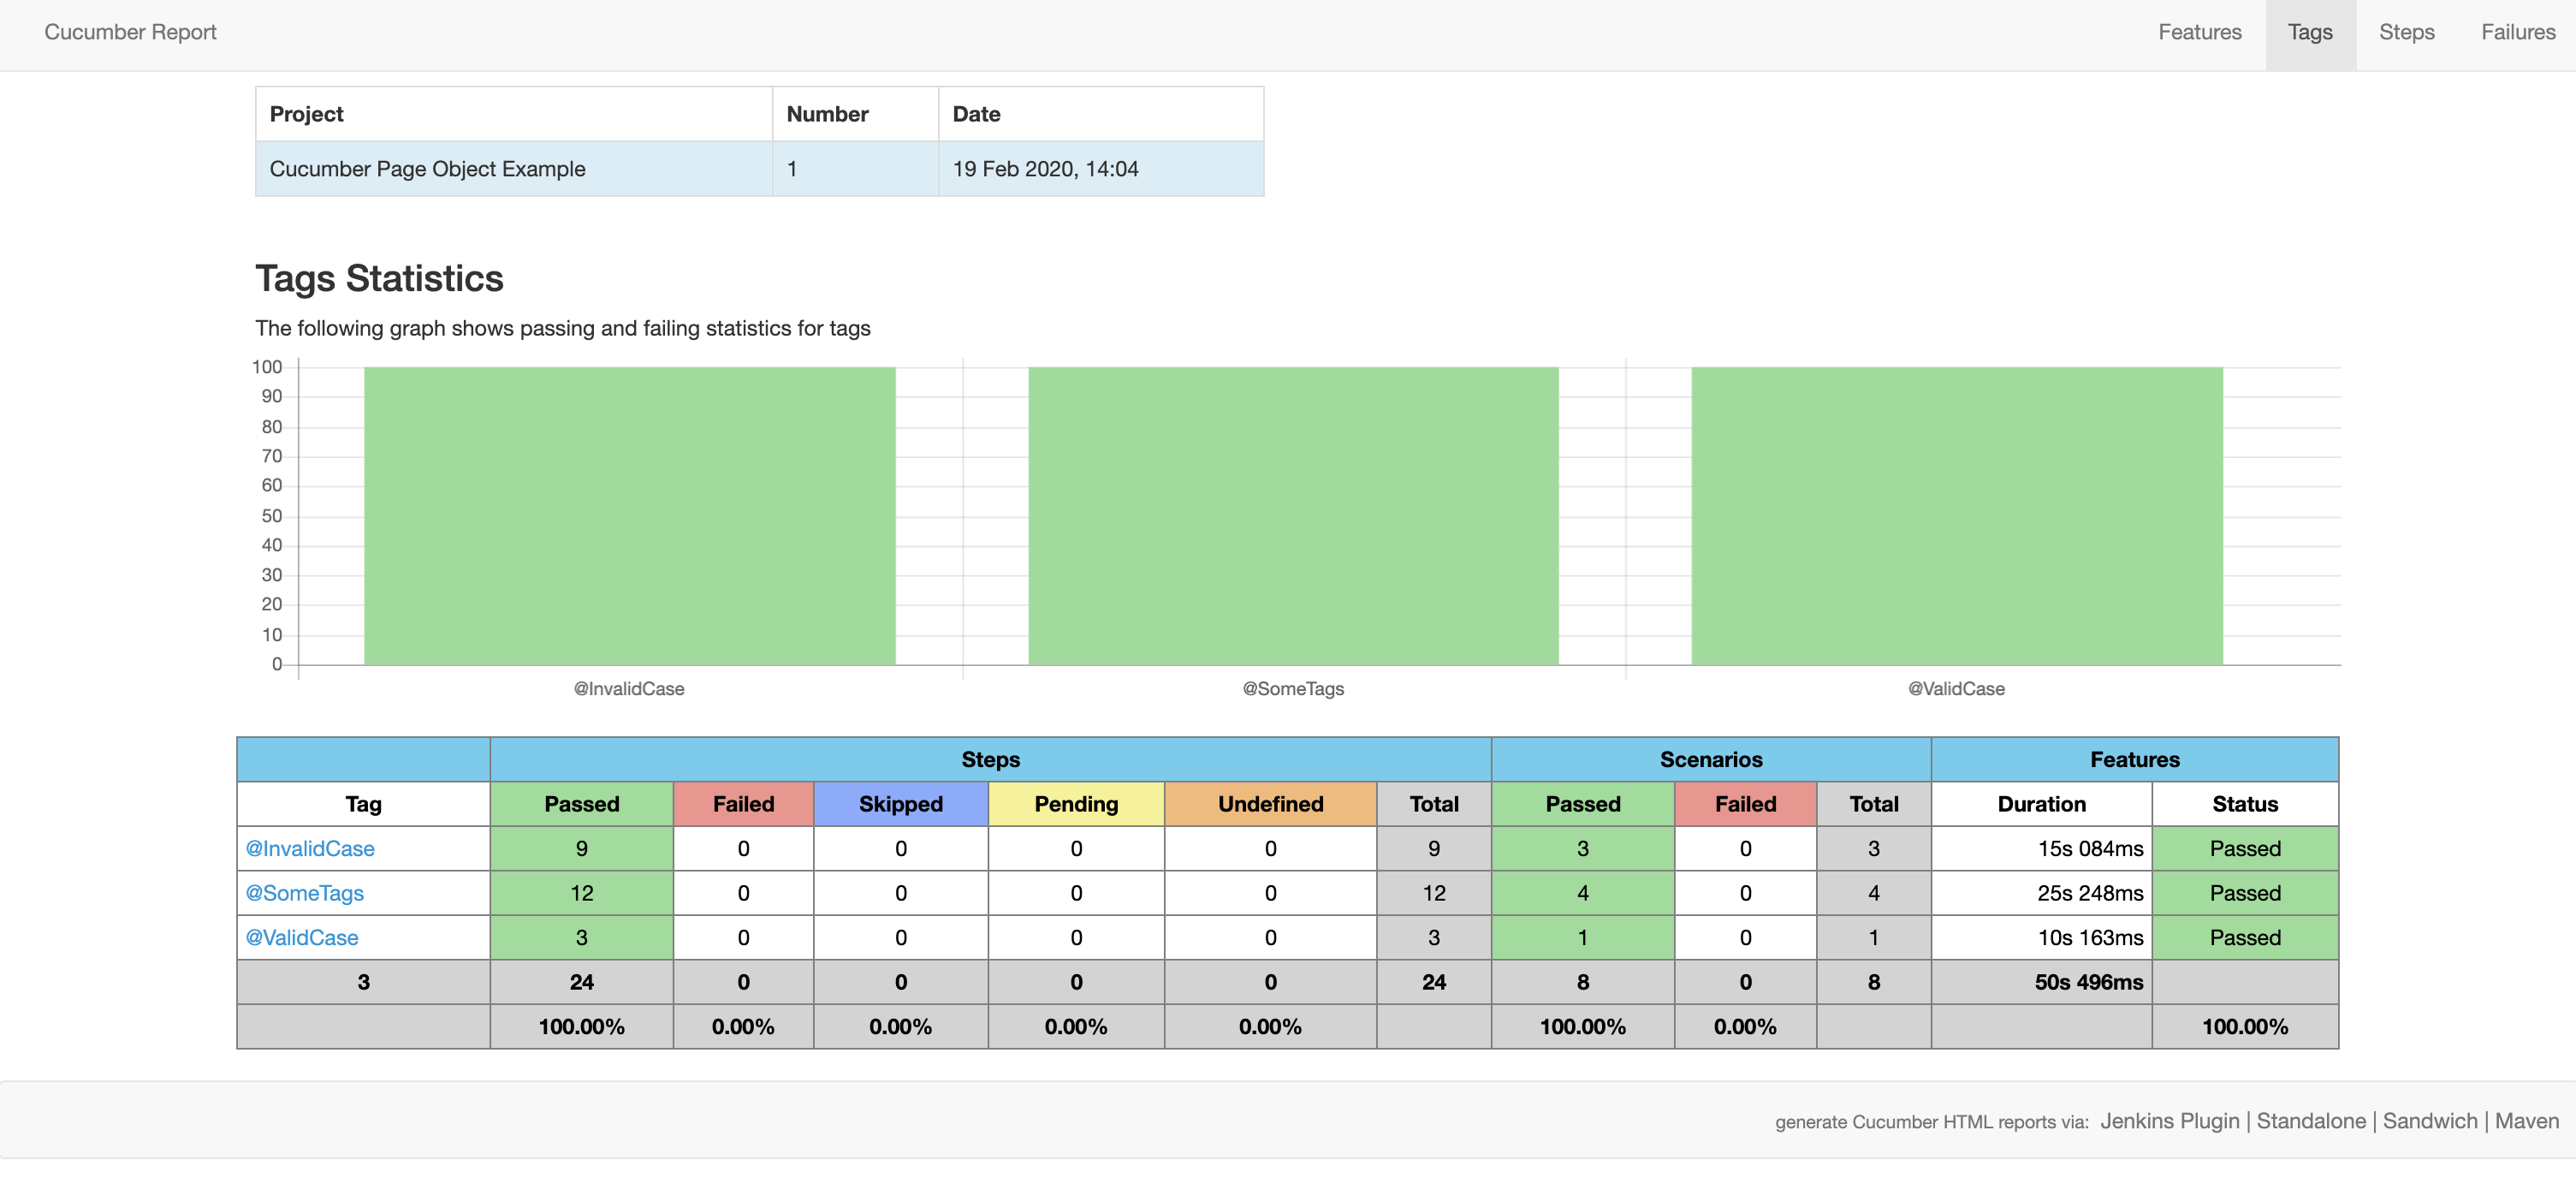 Cucumber Report Features Tags Steps Failures
Project Number Date
Cucumber Page Object Example 1 19 Feb 2020, 14:04
Tags Statistics
The following graph shows passing and failing statistics for tags
100
90
80
70
60
50
40
30
20
10
0
@InvalidCase @SomeTags @ValidCase
Steps Scenarios Features
Tag Passed Failed Skipped Pending Undefined Total Passed Failed Total Duration Status
@InvalidCase 9 0 0 0 0 9 3 0 3 15s 084ms Passed
@SomeTags 12 0 0 0 0 12 4 0 4 25s 248ms Passed
@ValidCase 3 0 0 0 0 3 1 0 1 10s 163ms Passed
3 24 0 0 0 0 24 8 0 8 50s 496ms
100.00% 0.00% 0.00% 0.00% 0.00% 100.00% 0.00% 100.00%
generate Cucumber HTML reports via: Jenkins Plugin | Standalone | Sandwich | Maven